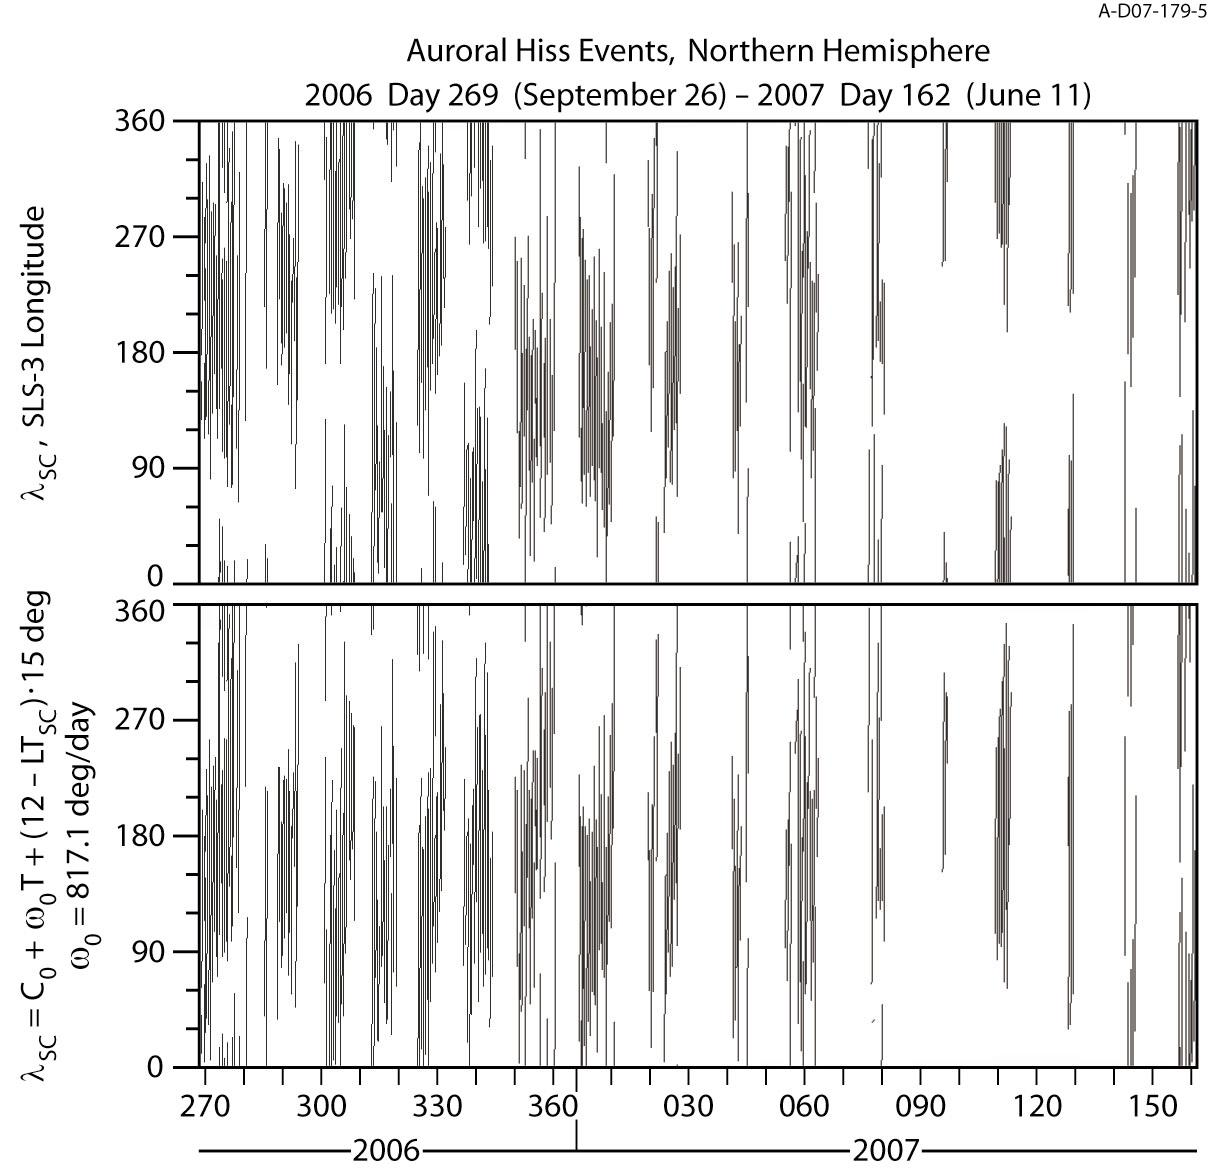 A-D07-179-5
Auroral Hiss Events, Northern Hemisphere
2006 Day 269 (September 26) – 2007 Day 162 (June 11)
λSC , SLS-3 Longitude
360
270
180
90
0
λSC = C0 + ω0T + (12 – LTSC)·15 deg
ω0 = 817.1 deg/day
360
270
180
90
0
270 300 330 360 030 060 090 120 150
2006 2007